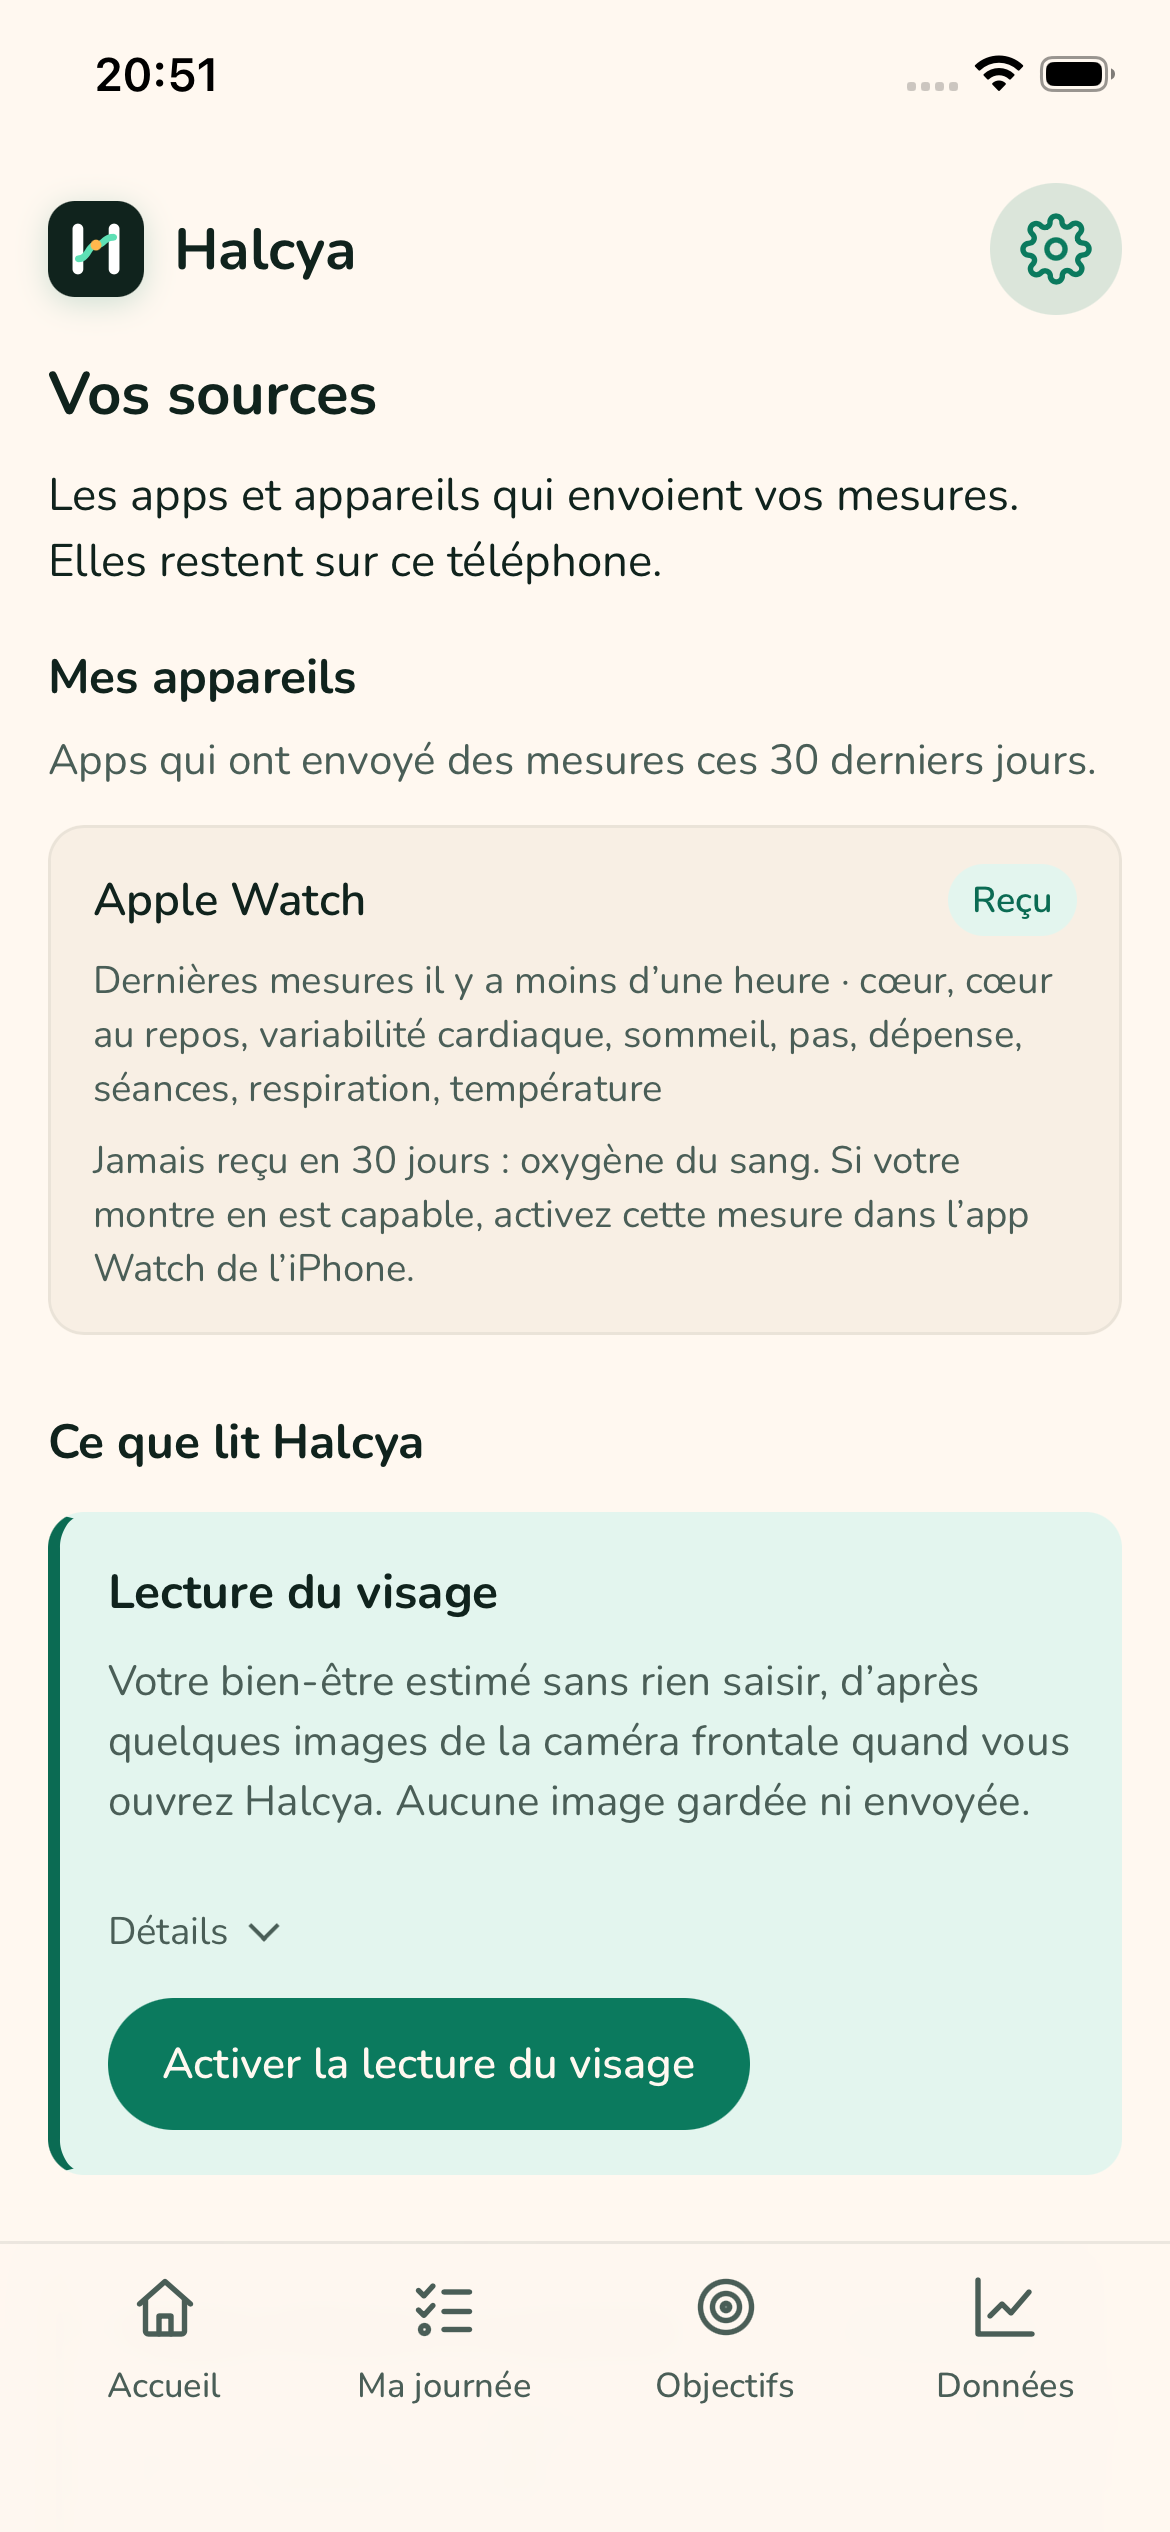 20:51
Halcya
Vos sources
Les apps et appareils qui envoient vos mesures.
Elles restent sur ce téléphone.
Mes appareils
Apps qui ont envoyé des mesures ces 30 derniers jours.
Apple Watch
Reçu
Dernières mesures il y a moins d’une heure · cœur, cœur
au repos, variabilité cardiaque, sommeil, pas, dépense,
séances, respiration, température
Jamais reçu en 30 jours : oxygène du sang. Si votre
montre en est capable, activez cette mesure dans l’app
Watch de l’iPhone.
Ce que lit Halcya
Lecture du visage
Votre bien-être estimé sans rien saisir, d’après
quelques images de la caméra frontale quand vous
ouvrez Halcya. Aucune image gardée ni envoyée.
Détails
Activer la lecture du visage
Accueil
Ma journée
Objectifs
Données